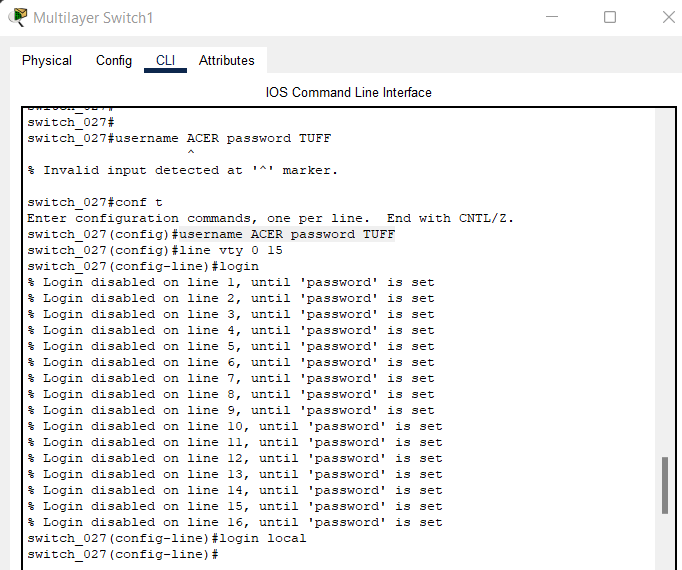 Multilayer Switch1
Physical Config CLI Attributes
IOS Command Line Interface
switch_027#
switch_027#
switch_027#username ACER password TUFF
^
% Invalid input detected at '^' marker.
switch_027#conf t
Enter configuration commands, one per line. End with CNTL/Z.
switch_027(config)#username ACER password TUFF
switch_027(config)#line vty 0 15
switch_027(config-line)#login
% Login disabled on line 1, until 'password' is set
% Login disabled on line 2, until 'password' is set
% Login disabled on line 3, until 'password' is set
% Login disabled on line 4, until 'password' is set
% Login disabled on line 5, until 'password' is set
% Login disabled on line 6, until 'password' is set
% Login disabled on line 7, until 'password' is set
% Login disabled on line 8, until 'password' is set
% Login disabled on line 9, until 'password' is set
% Login disabled on line 10, until 'password' is set
% Login disabled on line 11, until 'password' is set
% Login disabled on line 12, until 'password' is set
% Login disabled on line 13, until 'password' is set
% Login disabled on line 14, until 'password' is set
% Login disabled on line 15, until 'password' is set
% Login disabled on line 16, until 'password' is set
switch_027(config-line)#login local
switch_027(config-line)#